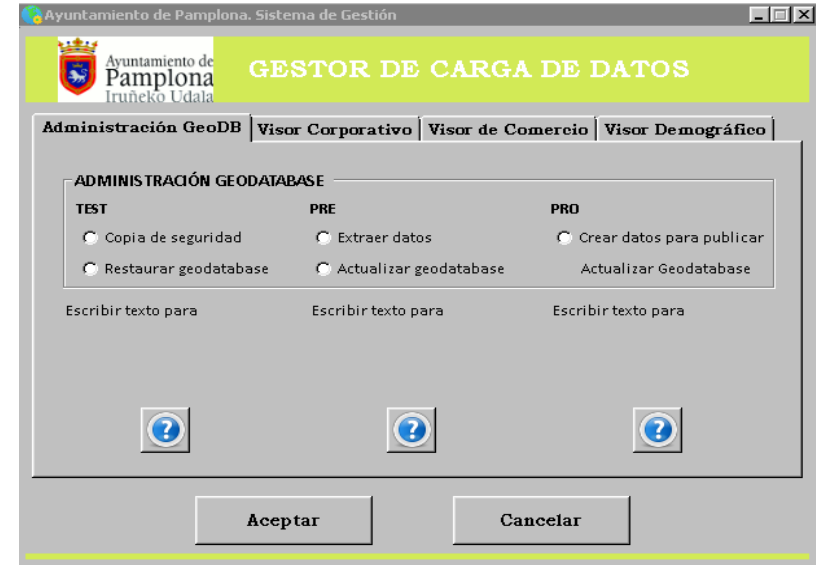 Ayuntamiento de Pamplona. Sistema de Gestión
Ayuntamiento de
Pamplona
Iruñeko Udala
GESTOR DE CARGA DE DATOS
Administración GeoDB Visor Corporativo Visor de Comercio Visor Demográfico
ADMINISTRACIÓN GEODATABASE
TEST PRE PRO
Copia de seguridad Extraer datos Crear datos para publicar
Restaurar geodatabase Actualizar geodatabase Actualizar Geodatabase
Escribir texto para Escribir texto para Escribir texto para
? ? ?
Aceptar Cancelar